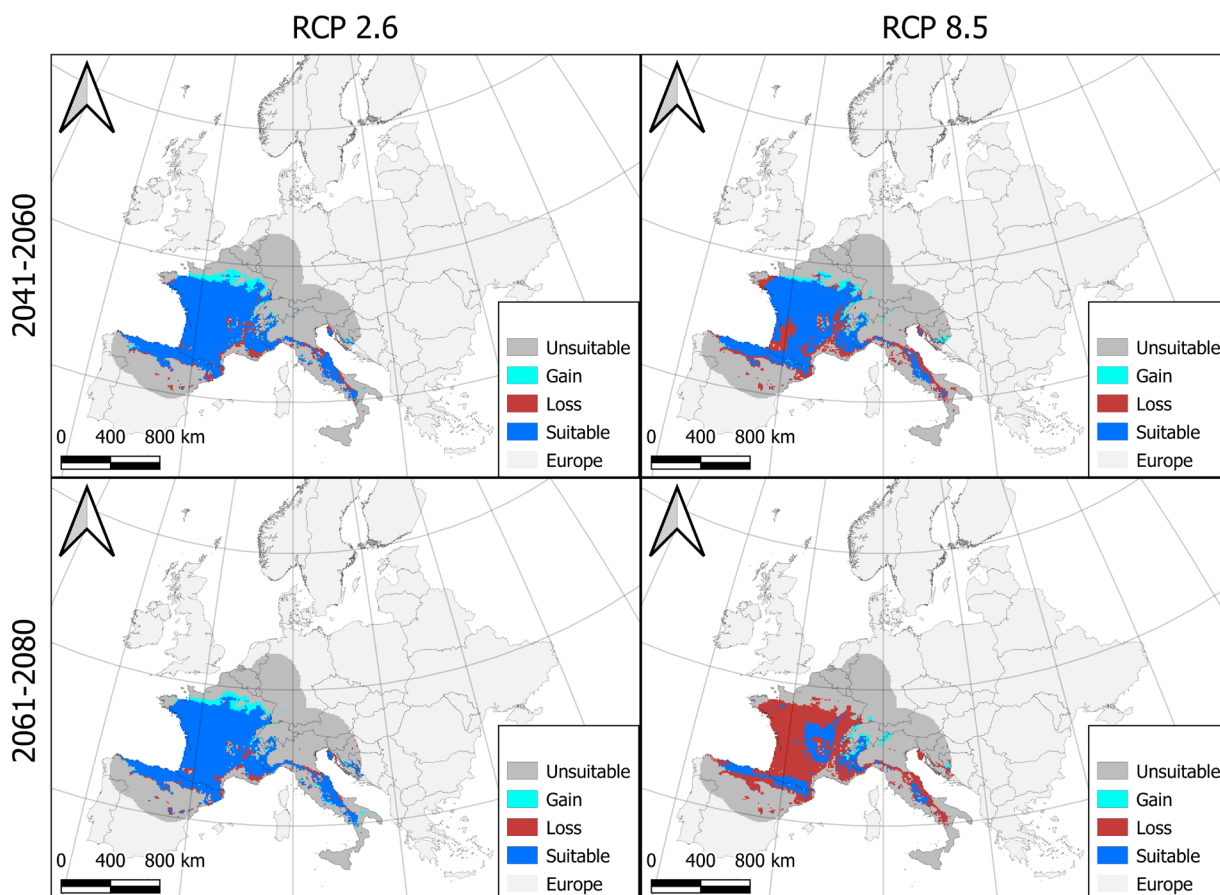 RCP 2.6
RCP 8.5
2041-2060
Unsuitable
Gain
Loss
Suitable
Europe
0 400 800 km
Unsuitable
Gain
Loss
Suitable
Europe
0 400 800 km
2061-2080
Unsuitable
Gain
Loss
Suitable
Europe
0 400 800 km
Unsuitable
Gain
Loss
Suitable
Europe
0 400 800 km